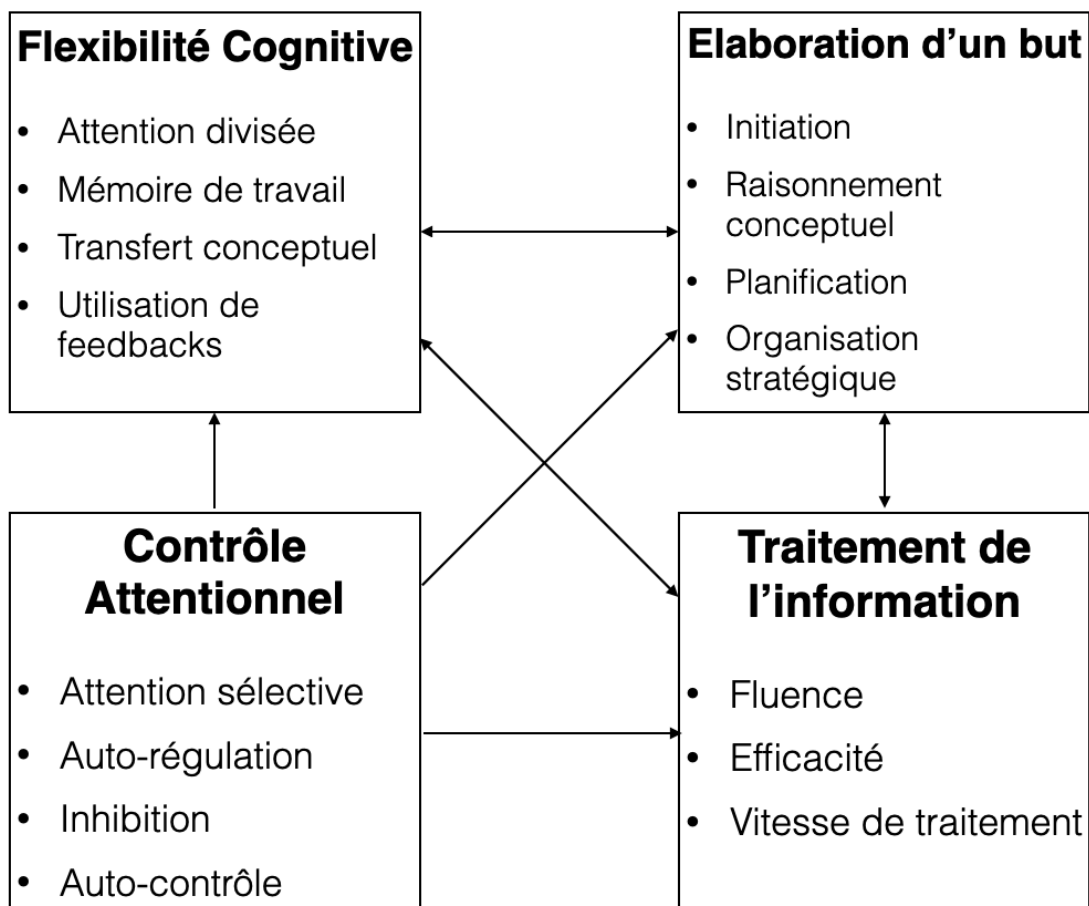 Flexibilité Cognitive
• Attention divisée
• Mémoire de travail
• Transfert conceptuel
• Utilisation de
feedbacks
Elaboration d’un but
• Initiation
• Raisonnement
conceptuel
• Planification
• Organisation
stratégique
Contrôle
Attentionnel
• Attention sélective
• Auto-régulation
• Inhibition
• Auto-contrôle
Traitement de
l’information
• Fluence
• Efficacité
• Vitesse de traitement